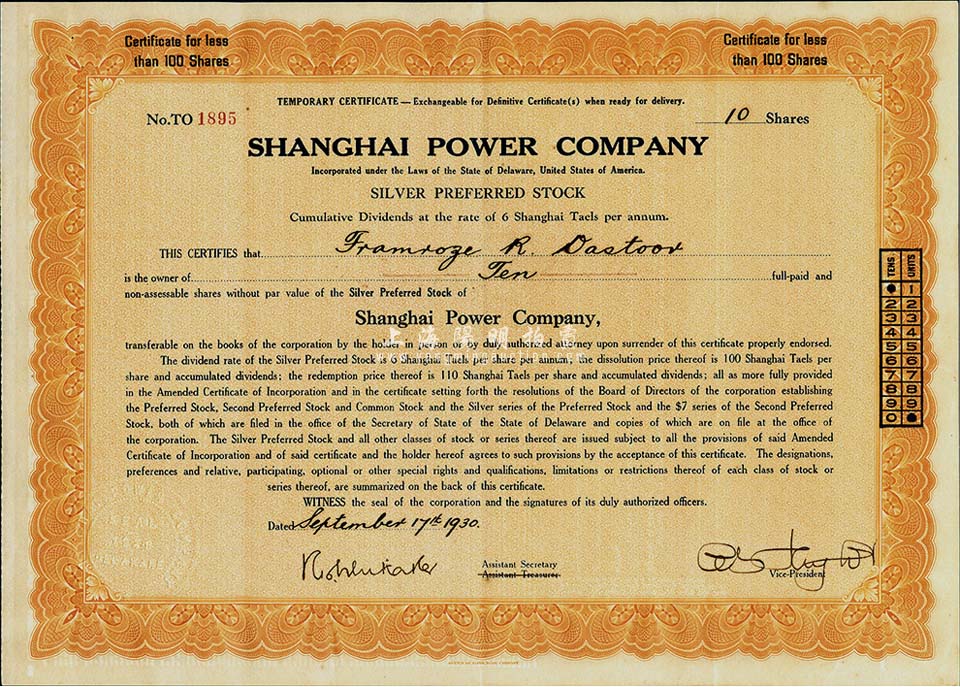 Certificate for less
than 100 Shares
Certificate for less
than 100 Shares
TEMPORARY CERTIFICATE — Exchangeable for Definitive Certificate(s) when ready for delivery.
No. TO 1895
10 Shares
SHANGHAI POWER COMPANY
Incorporated under the Laws of the State of Delaware, United States of America.
SILVER PREFERRED STOCK
Cumulative Dividends at the rate of 6 Shanghai Taels per annum.
THIS CERTIFIES that Framroze R. Dastoor
is the owner of Ten full-paid and
non-assessable shares without par value of the Silver Preferred Stock of
Shanghai Power Company,
transferable on the books of the corporation by the holder in person or by duly authorized attorney upon surrender of this certificate properly endorsed.
The dividend rate of the Silver Preferred Stock is 6 Shanghai Taels per share per annum; the dissolution price thereof is 100 Shanghai Taels per
share and accumulated dividends; the redemption price thereof is 110 Shanghai Taels per share and accumulated dividends; all as more fully provided
in the Amended Certificate of Incorporation and in the certificate setting forth the resolutions of the Board of Directors of the corporation establishing
the Preferred Stock, Second Preferred Stock and Common Stock and the Silver series of the Preferred Stock and the $7 series of the Second Preferred
Stock, both of which are filed in the office of the Secretary of State of the State of Delaware and copies of which are on file at the office of
the corporation. The Silver Preferred Stock and all other classes of stock or series thereof are issued subject to all the provisions of said Amended
Certificate of Incorporation and of said certificate and the holder hereof agrees to such provisions by the acceptance of this certificate. The designations,
preferences and relative, participating, optional or other special rights and qualifications, limitations or restrictions thereof of each class of stock or
series thereof, are summarized on the back of this certificate.
WITNESS the seal of the corporation and the signatures of its duly authorized officers.
Dated September 17th 1930.
Assistant Secretary
Assistant Treasurer
Vice-President
TENS UNITS
1
2 2
3 3
4 4
5 5
6 6
7 7
8 8
9 9
0
上海陽明拍賣